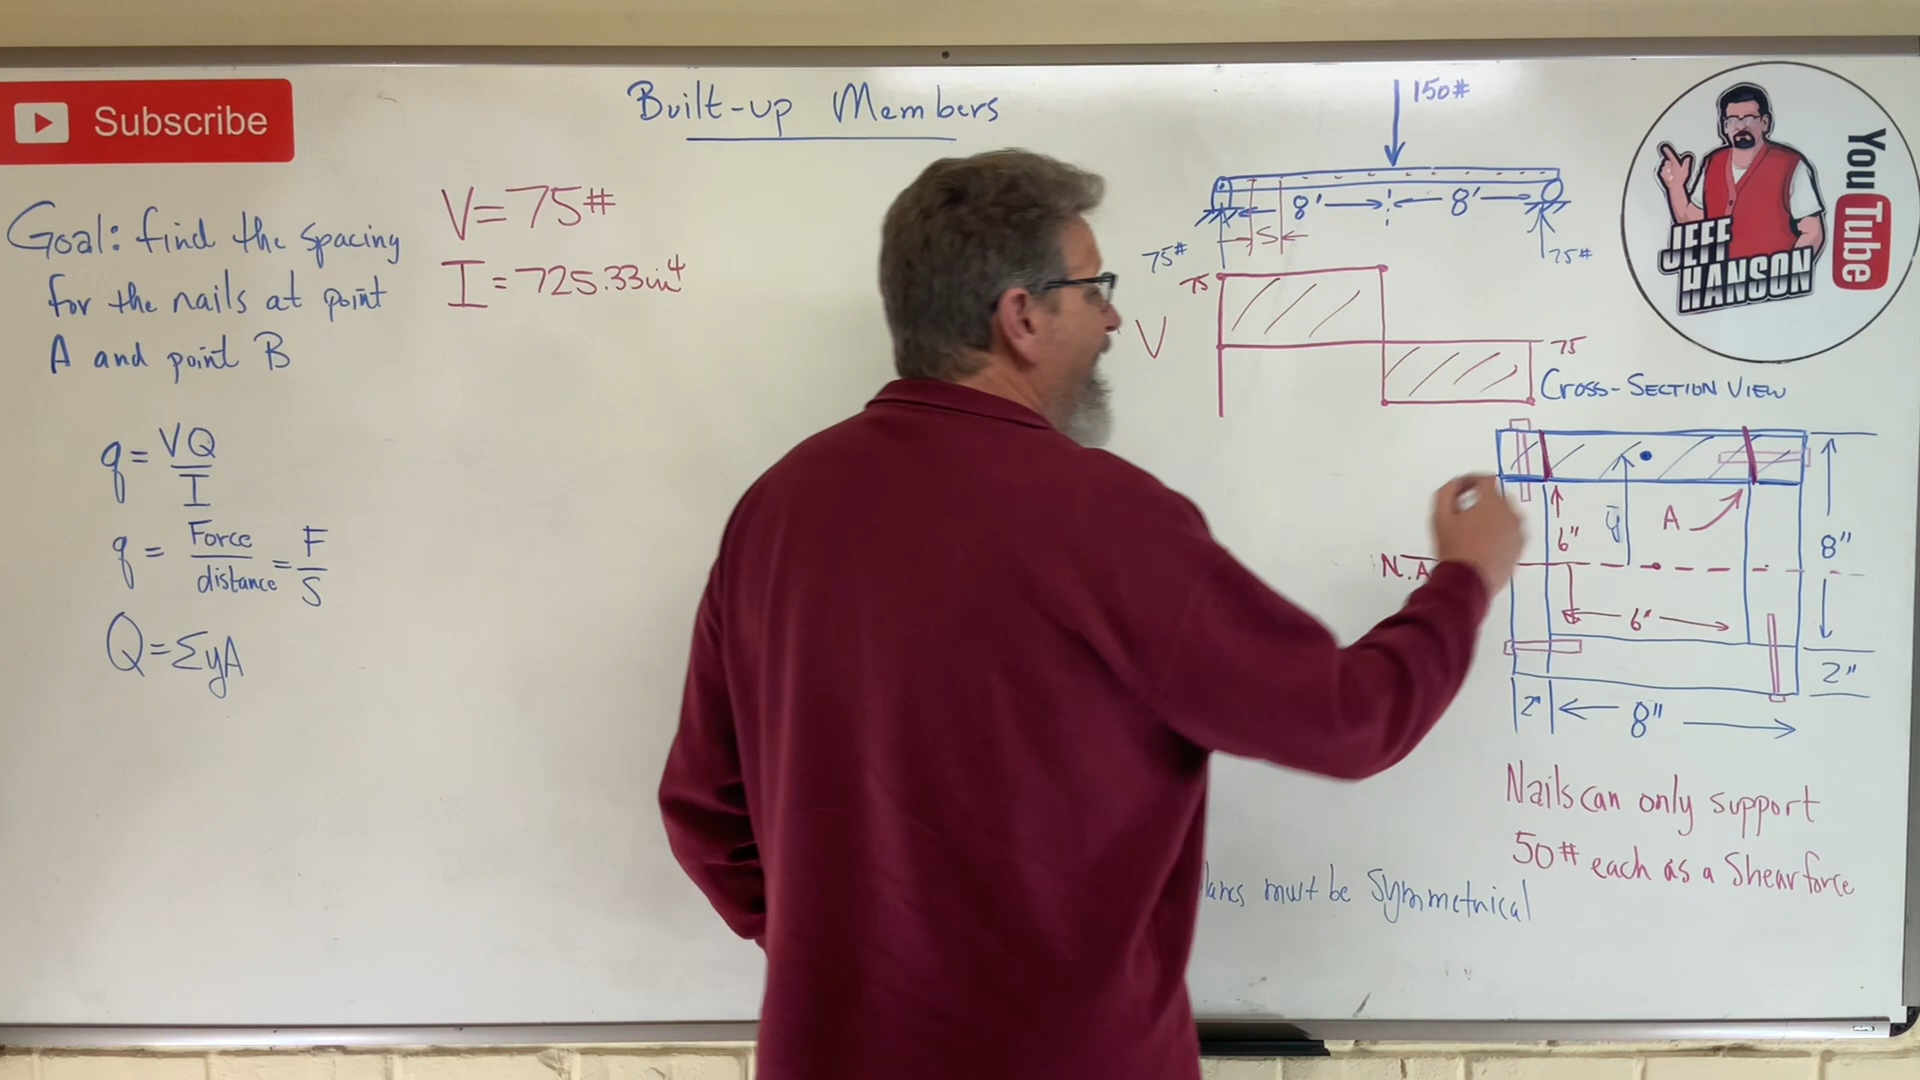 Subscribe
Built-up Members
Goal: find the spacing
for the nails at point
A and point B
V = 75#
I = 725.33in⁴
q = VQ
I
q = Force
distance = F
S
Q = ΣyA
150#
8'
8'
S
75#
75#
75
V
75
Cross-Section View
6"
ȳ
A
8"
N.A
6"
2"
2"
8"
Nails can only support
50# each as a Shear force
must be Symmetrical
JEFF
HANSON
YouTube